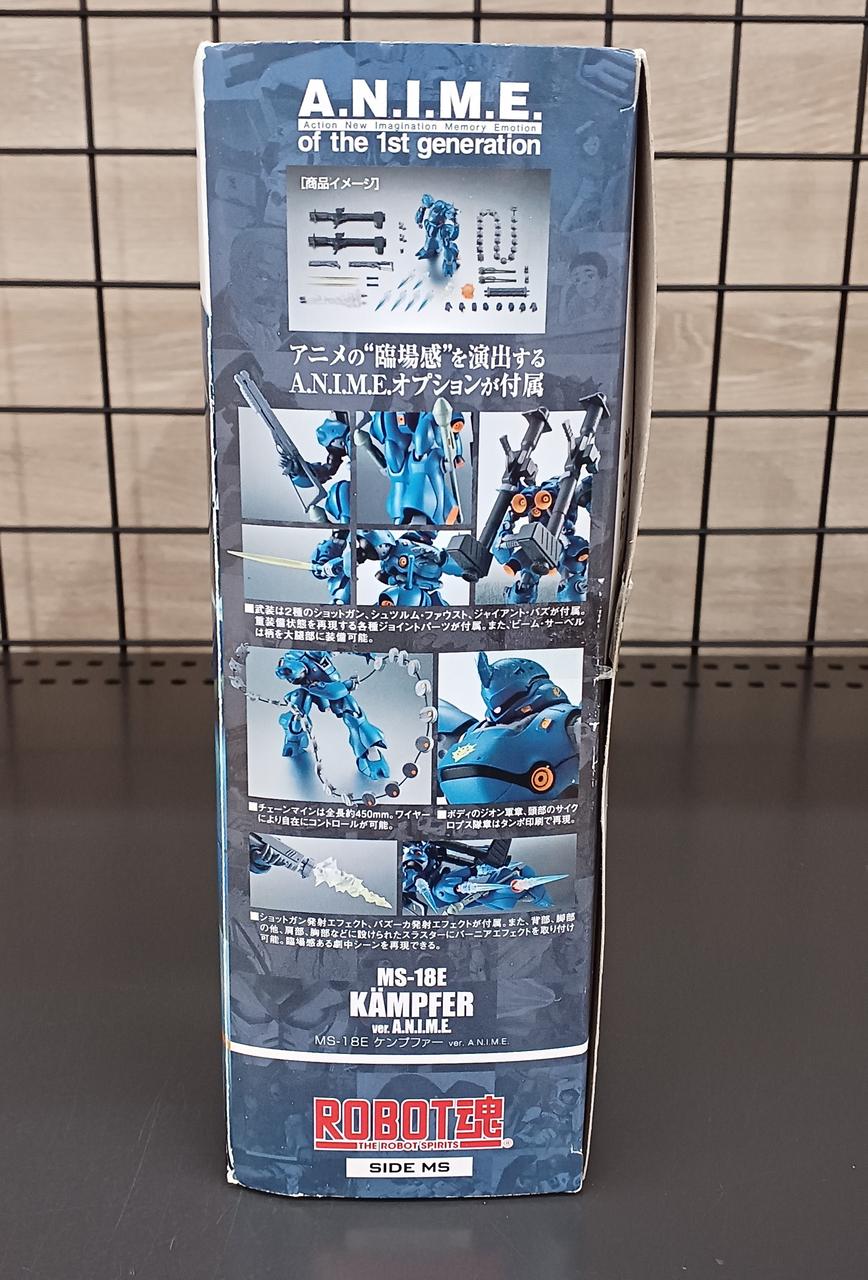 A.N.I.M.E.
Action New Imagination Memory Emotion
of the 1st generation
［商品イメージ］
アニメの“臨場感”を演出する
A.N.I.M.E.オプションが付属
■武装は2種のショットガン、シュツルム・ファウスト、ジャイアント・バズが付属。
重装備状態を再現する各種ジョイントパーツが付属。また、ビーム・サーベル
は柄を大腿部に装備可能。
■チェーンマインは全長約450mm。ワイヤー
により自在にコントロールが可能。
■ボディのジオン軍章、頭部のサイク
ロプス隊章はタンポ印刷で再現。
■ショットガン発射エフェクト、バズーカ発射エフェクトが付属。また、背部、脚部
の他、肩部、胸部などに設けられたスラスターにバーニアエフェクトを取り付け
可能。臨場感ある劇中シーンを再現できる。
MS-18E
KÄMPFER
ver. A.N.I.M.E.
MS-18E ケンプファー ver. A.N.I.M.E.
ROBOT魂
THE ROBOT SPIRITS
®
SIDE MS